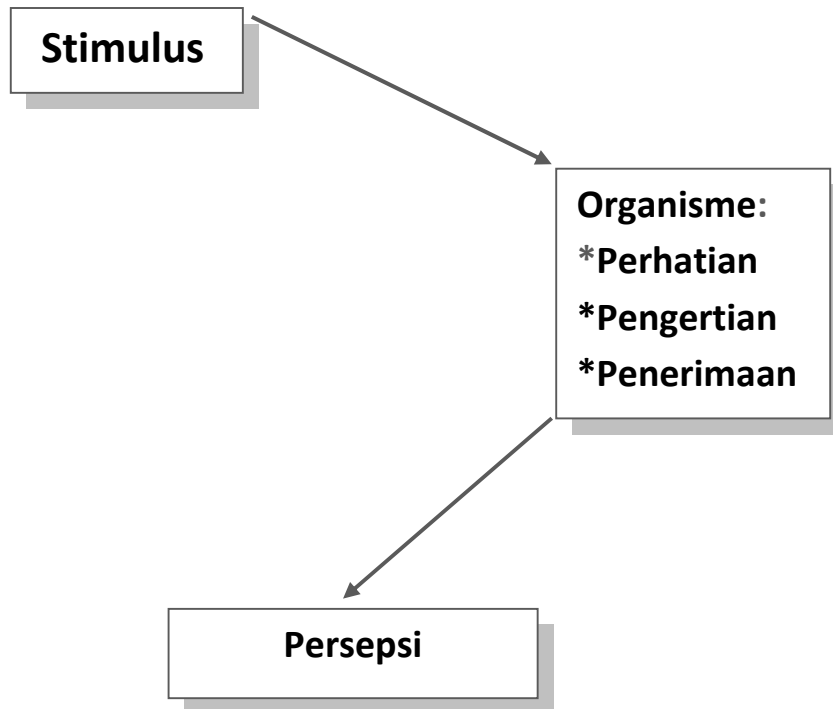 Stimulus
Organisme:
*Perhatian
*Pengertian
*Penerimaan
Persepsi